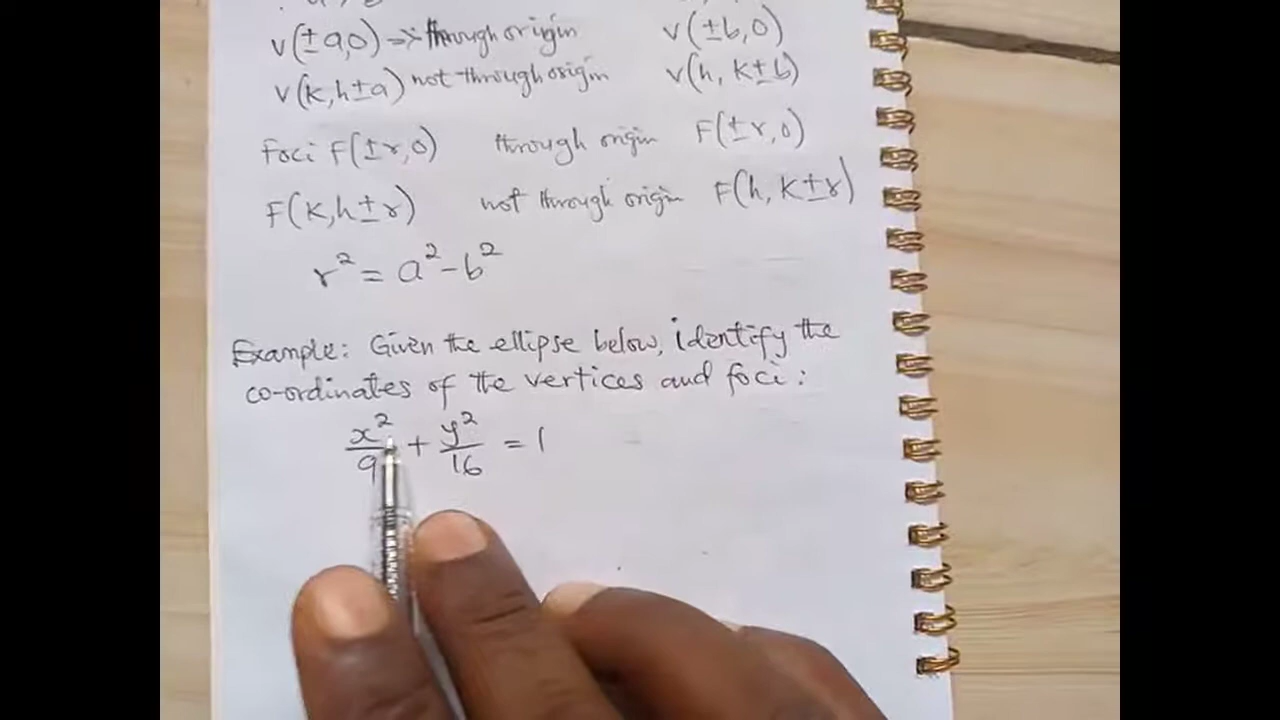 V(±a,0) => through origin V(±b,0)
V(k,h±a) not through origin V(h, k±b)
foci F(±r,0) through origin F(±r,0)
F(k,h±r) not through origin F(h, k±r)
r² = a² - b²
Example: Given the ellipse below, identify the
co-ordinates of the vertices and foci:
x²/9 + y²/16 = 1